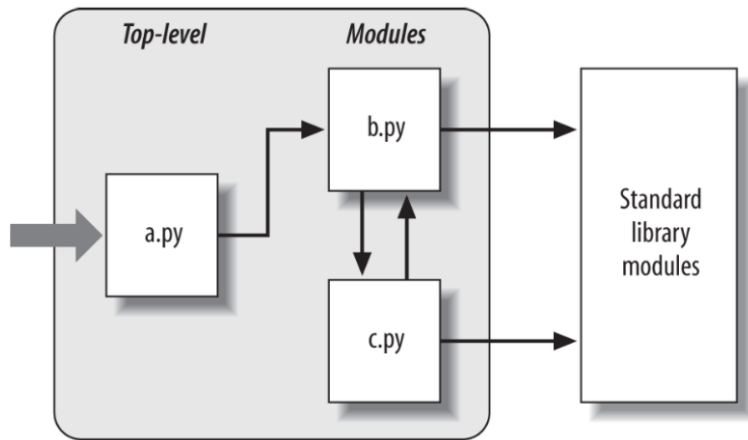 Top-level
Modules
b.py
a.py
Standard
library
modules
c.py